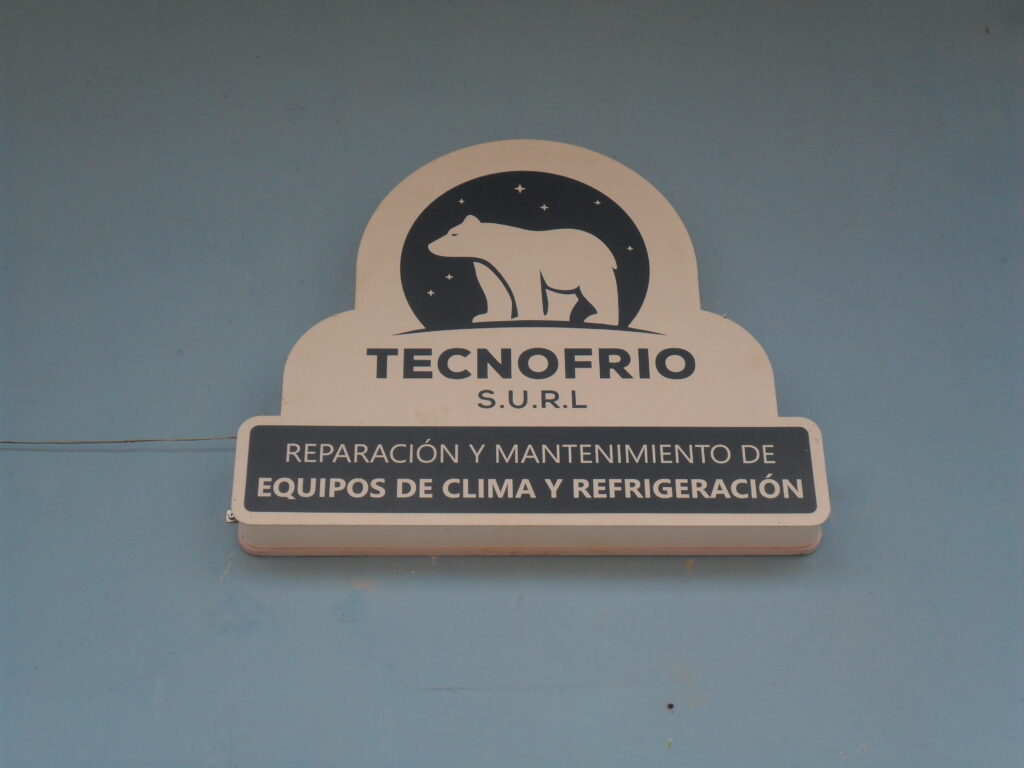 TECNOFRIO
S.U.R.L
REPARACIÓN Y MANTENIMIENTO DE
EQUIPOS DE CLIMA Y REFRIGERACIÓN